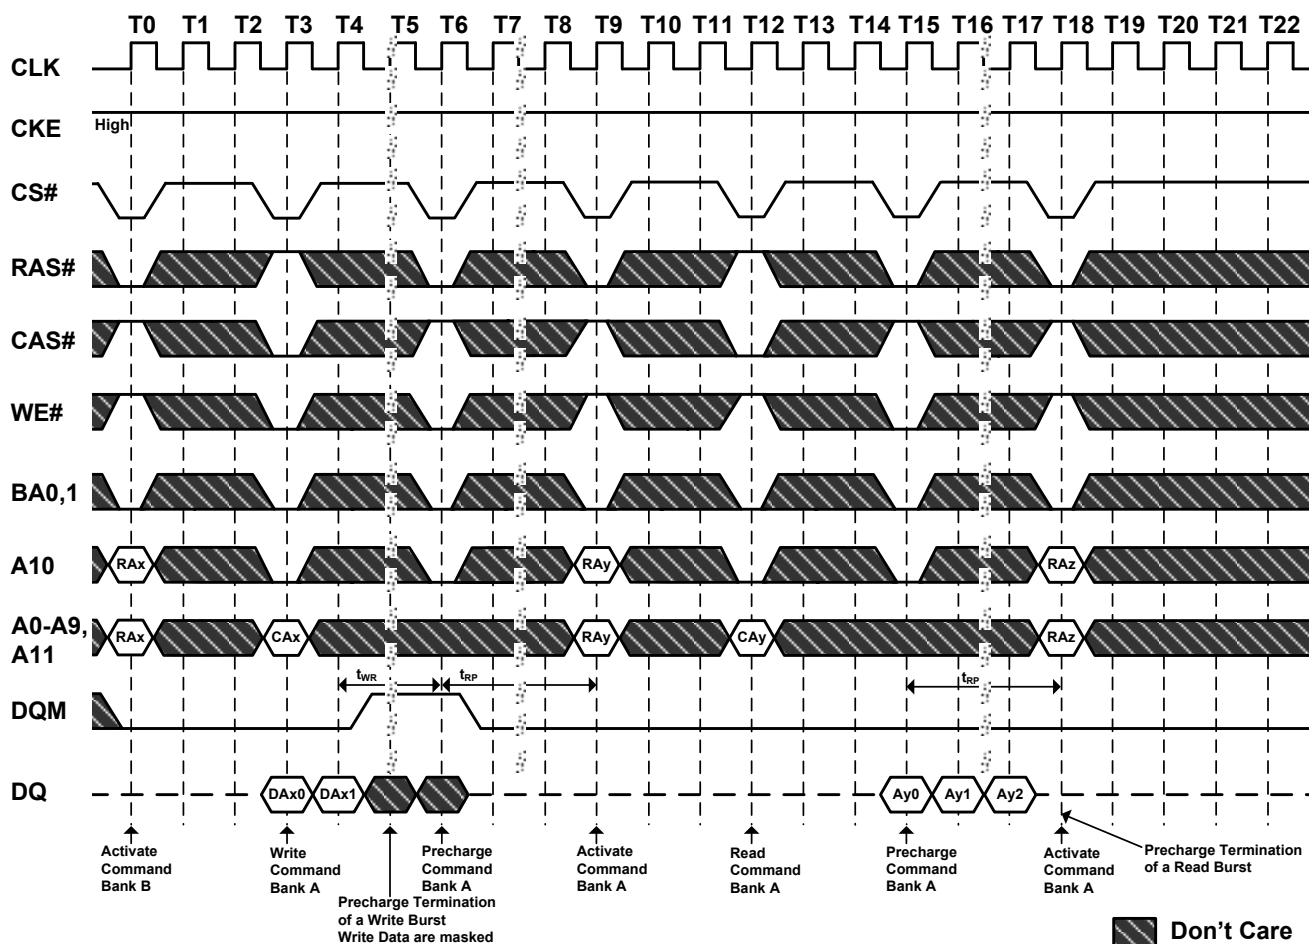 T0 T1 T2 T3 T4 T5 T6 T7 T8 T9 T10 T11 T12 T13 T14 T15 T16 T17 T18 T19 T20 T21 T22
CLK
CKE
High
CS#
RAS#
CAS#
WE#
BA0,1
A10
RAx RAy RAz
A0-A9,
A11
RAx CAx RAy CAy RAz
tWR tRP tRP
DQM
DQ
DAx0 DAx1 Ay0 Ay1 Ay2
Activate
Command
Bank B
Write
Command
Bank A
Precharge Termination
of a Write Burst
Write Data are masked
Precharge
Command
Bank A
Activate
Command
Bank A
Read
Command
Bank A
Precharge
Command
Bank A
Activate
Command
Bank A
Precharge Termination
of a Read Burst
Don't Care